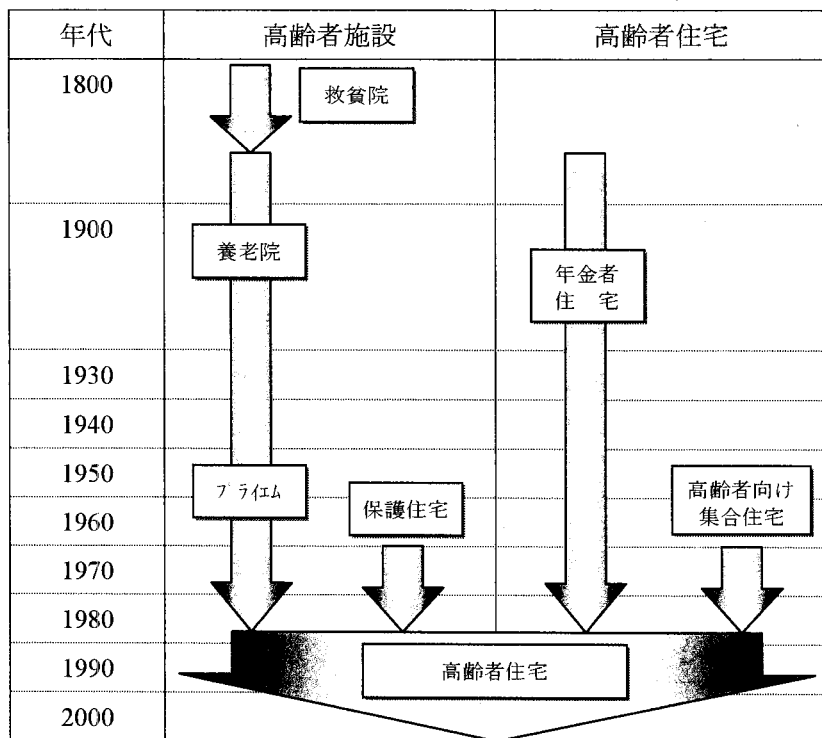 年代
高齢者施設
高齢者住宅
1800
救貧院
1900
養老院
年金者
住　宅
1930
1940
1950
プライエム
保護住宅
高齢者向け
集合住宅
1960
1970
1980
1990
高齢者住宅
2000